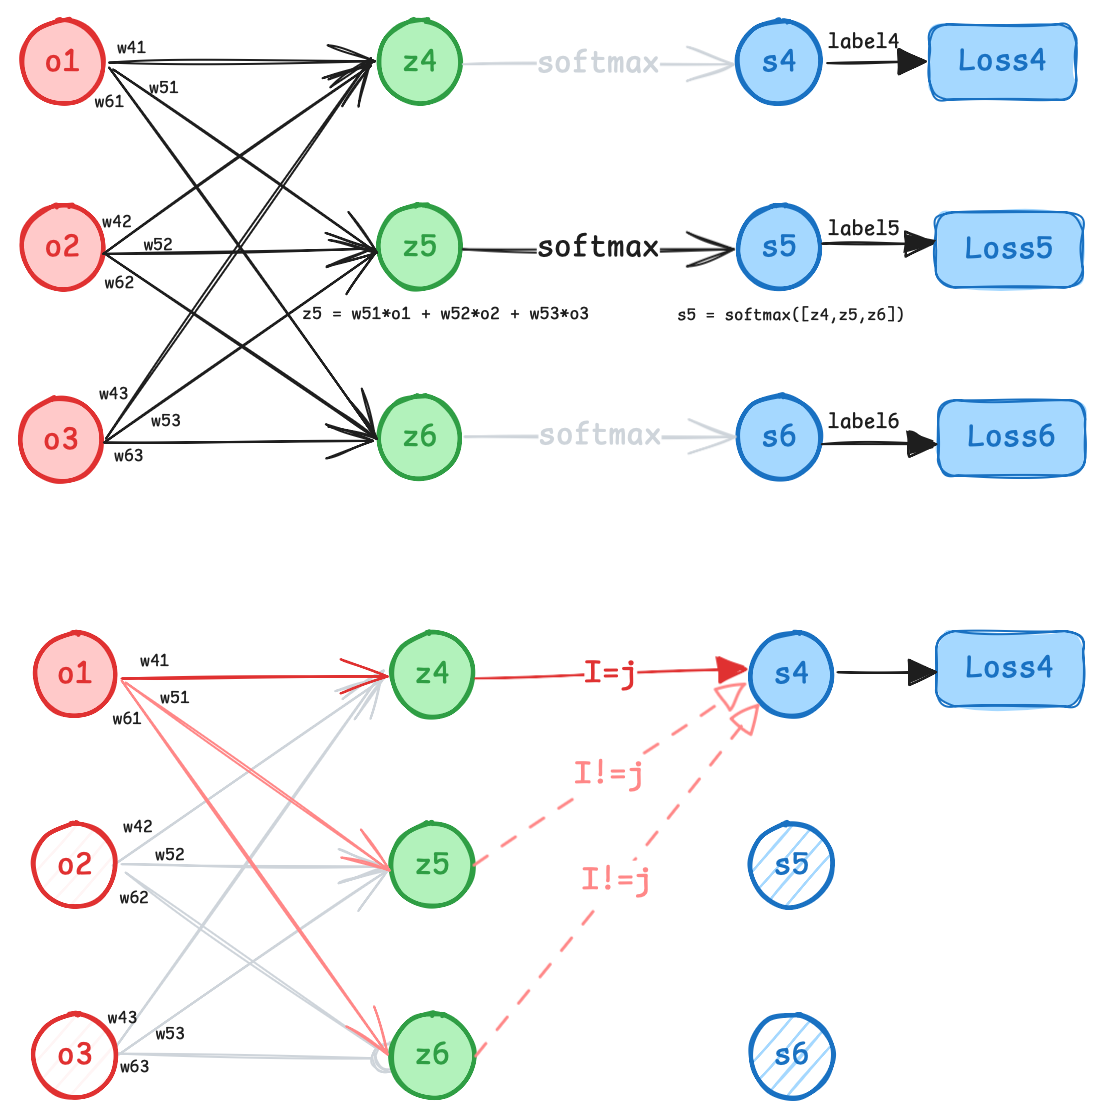 o1
w41
w51
w61
z4
softmax
s4
label4
Loss4
o2
w42
w52
w62
z5
softmax
s5
label5
Loss5
z5 = w51*o1 + w52*o2 + w53*o3
s5 = softmax([z4,z5,z6])
o3
w43
w53
w63
z6
softmax
s6
label6
Loss6
o1
w41
w51
w61
z4
I=j
s4
Loss4
I!=j
o2
w42
w52
w62
z5
I!=j
s5
o3
w43
w53
w63
z6
s6